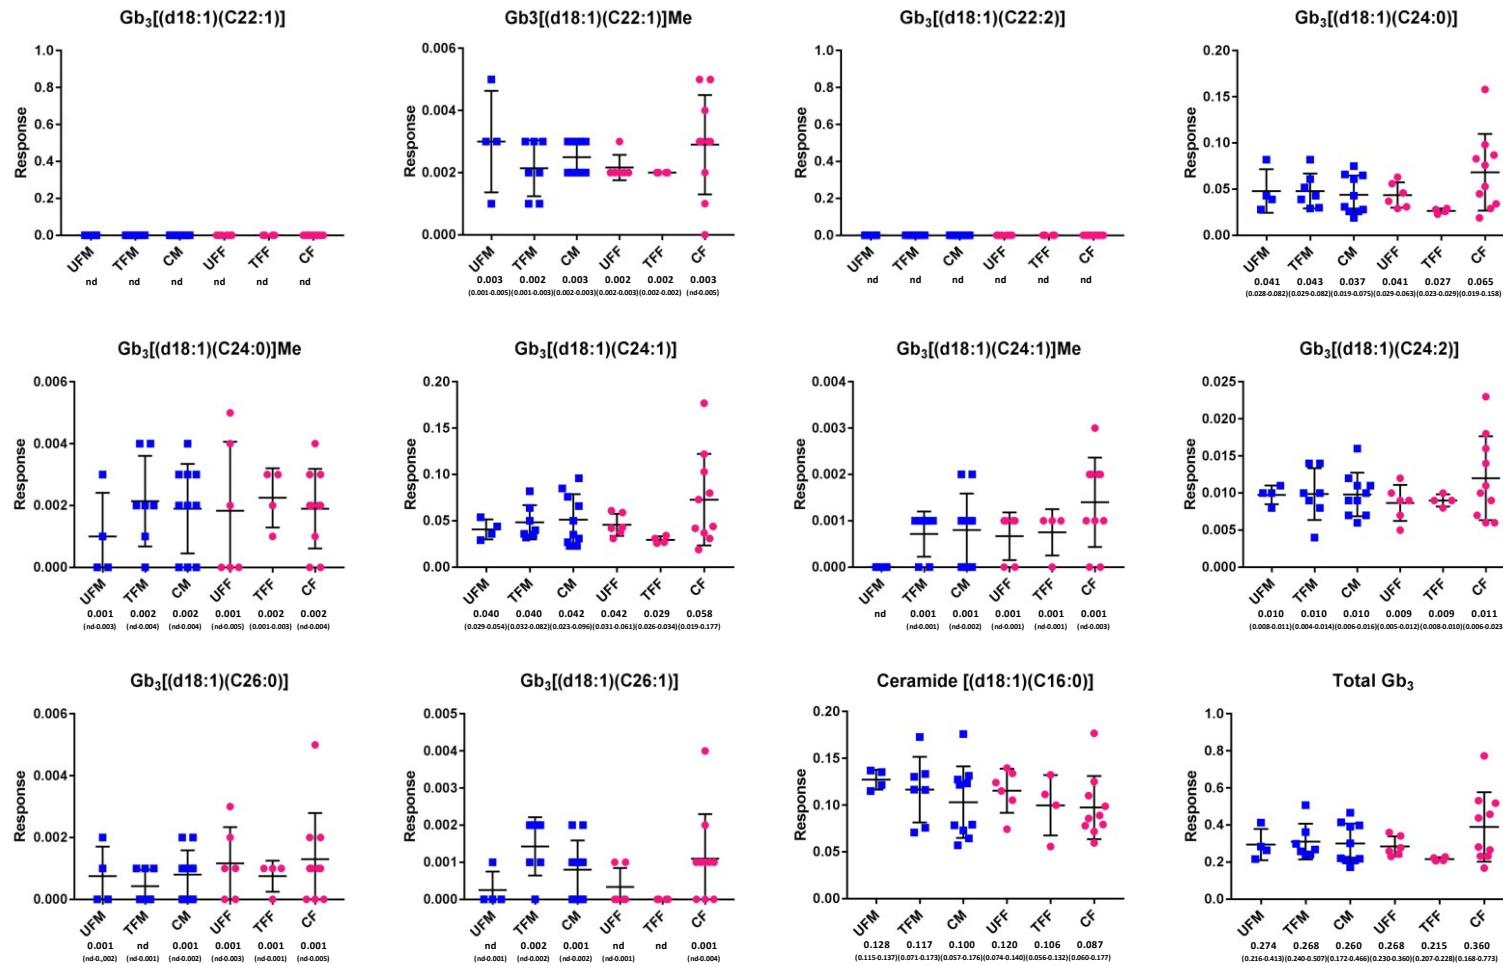 Gb3[(d18:1)(C22:1)]
Response
1.0
0.8
0.6
0.4
0.2
0.0
UFM TFM CM UFF TFF CF
nd nd nd nd nd nd
Gb3[(d18:1)(C22:1)]Me
Response
0.006
0.004
0.002
0.000
UFM TFM CM UFF TFF CF
0.003 0.002 0.003 0.002 0.002 0.003
(0.001-0.005) (0.001-0.003) (0.002-0.003) (0.002-0.003) (0.002-0.002) (nd-0.005)
Gb3[(d18:1)(C22:2)]
Response
1.0
0.8
0.6
0.4
0.2
0.0
UFM TFM CM UFF TFF CF
nd nd nd nd nd nd
Gb3[(d18:1)(C24:0)]
Response
0.20
0.15
0.10
0.05
0.00
UFM TFM CM UFF TFF CF
0.041 0.043 0.037 0.041 0.027 0.065
(0.028-0.082) (0.029-0.082) (0.019-0.075) (0.029-0.063) (0.023-0.029) (0.019-0.158)
Gb3[(d18:1)(C24:0)]Me
Response
0.006
0.004
0.002
0.000
UFM TFM CM UFF TFF CF
0.001 0.002 0.002 0.001 0.002 0.002
(nd-0.003) (nd-0.004) (nd-0.004) (nd-0.005) (0.001-0.003) (nd-0.004)
Gb3[(d18:1)(C24:1)]
Response
0.20
0.15
0.10
0.05
0.00
UFM TFM CM UFF TFF CF
0.040 0.040 0.042 0.042 0.029 0.058
(0.029-0.054) (0.032-0.082) (0.023-0.096) (0.031-0.061) (0.026-0.034) (0.019-0.177)
Gb3[(d18:1)(C24:1)]Me
Response
0.004
0.003
0.002
0.001
0.000
UFM TFM CM UFF TFF CF
nd 0.001 0.001 0.001 0.001 0.001
(nd-0.001) (nd-0.002) (nd-0.001) (nd-0.001) (nd-0.003)
Gb3[(d18:1)(C24:2)]
Response
0.025
0.020
0.015
0.010
0.005
0.000
UFM TFM CM UFF TFF CF
0.010 0.010 0.010 0.009 0.009 0.011
(0.008-0.011) (0.004-0.014) (0.006-0.016) (0.005-0.012) (0.008-0.010) (0.006-0.023
Gb3[(d18:1)(C26:0)]
Response
0.006
0.004
0.002
0.000
UFM TFM CM UFF TFF CF
0.001 nd 0.001 0.001 0.001 0.001
(nd-0.,002) (nd-0.001) (nd-0.002) (nd-0.003) (nd-0.001) (nd-0.005)
Gb3[(d18:1)(C26:1)]
Response
0.005
0.004
0.003
0.002
0.001
0.000
UFM TFM CM UFF TFF CF
nd 0.002 0.001 nd nd 0.001
(nd-0.001) (nd-0.002) (nd-0.002) (nd-0.001) (nd-0.004)
Ceramide [(d18:1)(C16:0)]
Response
0.20
0.15
0.10
0.05
0.00
UFM TFM CM UFF TFF CF
0.128 0.117 0.100 0.120 0.106 0.087
(0.115-0.137) (0.071-0.173) (0.057-0.176) (0.074-0.140) (0.056-0.132) (0.060-0.177)
Total Gb3
Response
1.0
0.8
0.6
0.4
0.2
0.0
UFM TFM CM UFF TFF CF
0.274 0.268 0.260 0.268 0.215 0.360
(0.216-0.413) (0.240-0.507) (0.172-0.466) (0.230-0.360) (0.207-0.228) (0.168-0.773)